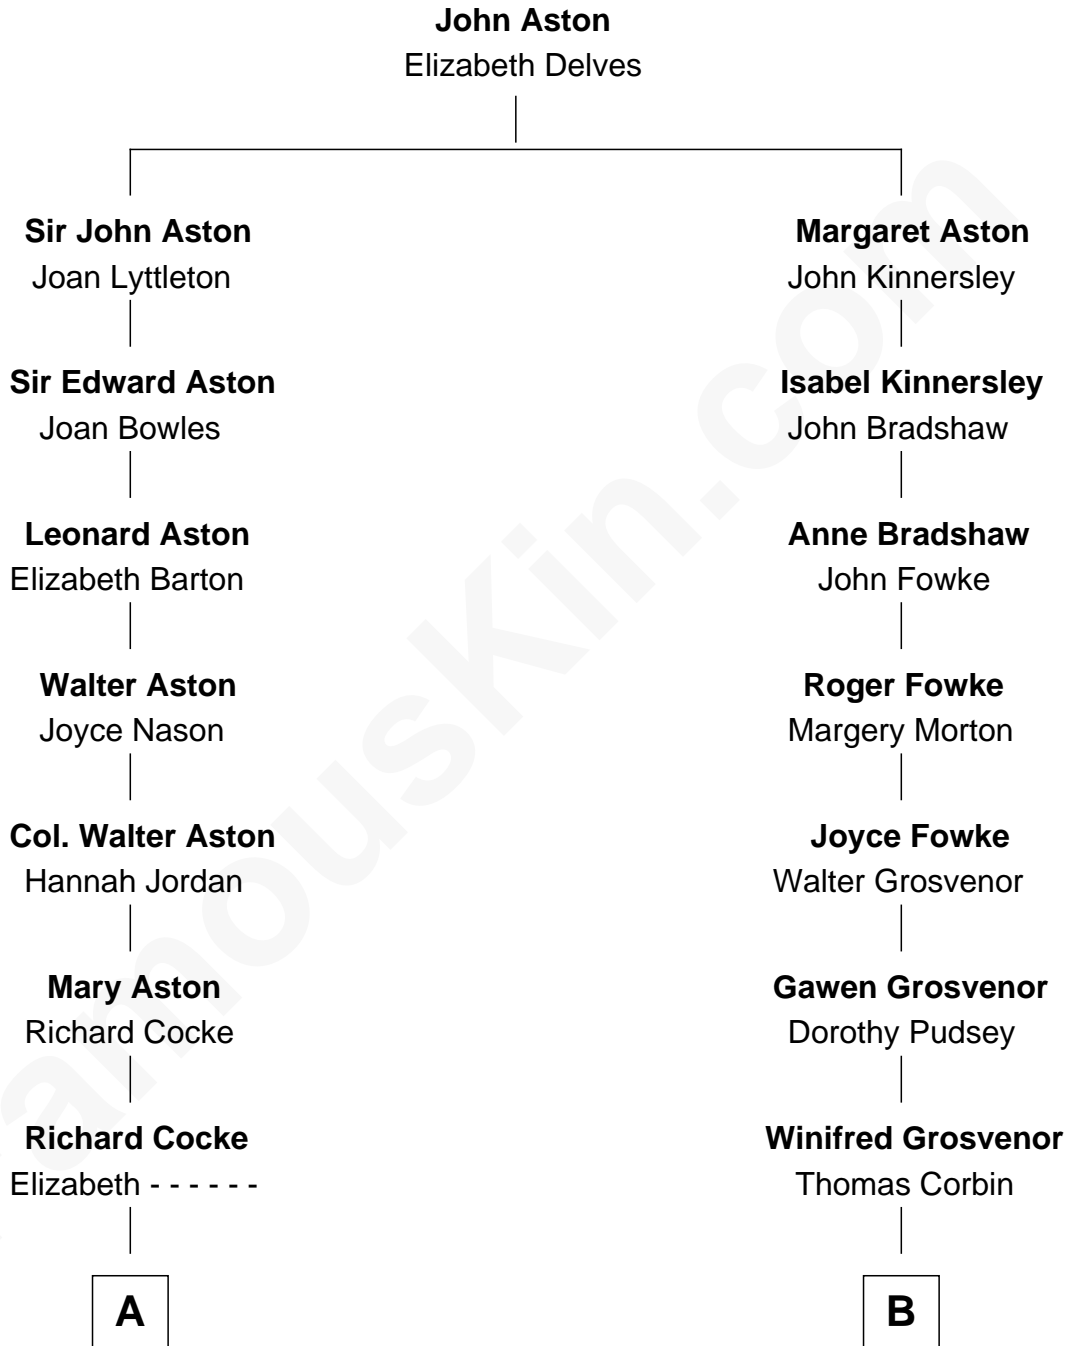 John Aston
Elizabeth Delves
Sir John Aston
Joan Lyttleton
Margaret Aston
John Kinnersley
Sir Edward Aston
Joan Bowles
Isabel Kinnersley
John Bradshaw
Leonard Aston
Elizabeth Barton
Anne Bradshaw
John Fowke
Walter Aston
Joyce Nason
Roger Fowke
Margery Morton
Col. Walter Aston
Hannah Jordan
Joyce Fowke
Walter Grosvenor
Mary Aston
Richard Cocke
Gawen Grosvenor
Dorothy Pudsey
Richard Cocke
Elizabeth - - - - - -
Winifred Grosvenor
Thomas Corbin
A
B
famouskin.com